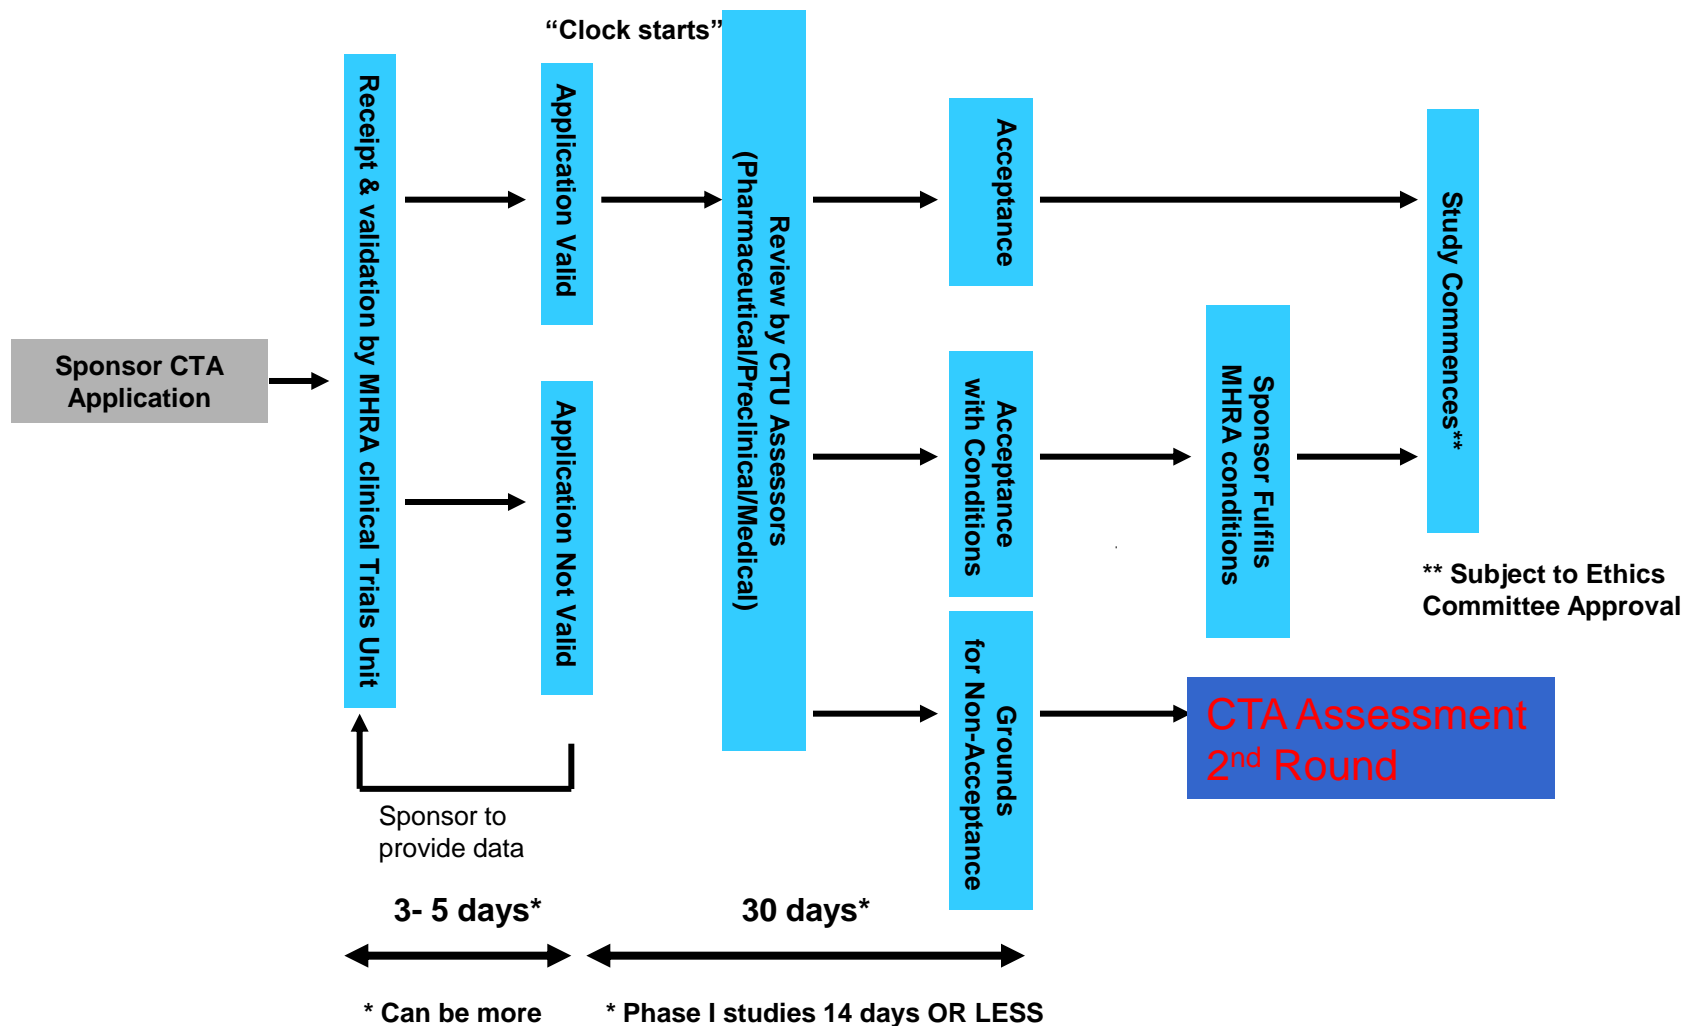 “Clock starts”
Sponsor CTA
Application
Receipt & validation by MHRA clinical Trials Unit
Application Valid
Application Not Valid
Sponsor to
provide data
Review by CTU Assessors
(Pharmaceutical/Preclinical/Medical)
Acceptance
Acceptance
with Conditions
Grounds
for Non-Acceptance
Sponsor Fulfils
MHRA conditions
Study Commences**
** Subject to Ethics
Committee Approval
CTA Assessment
2nd Round
3- 5 days*
30 days*
* Can be more
* Phase I studies 14 days OR LESS